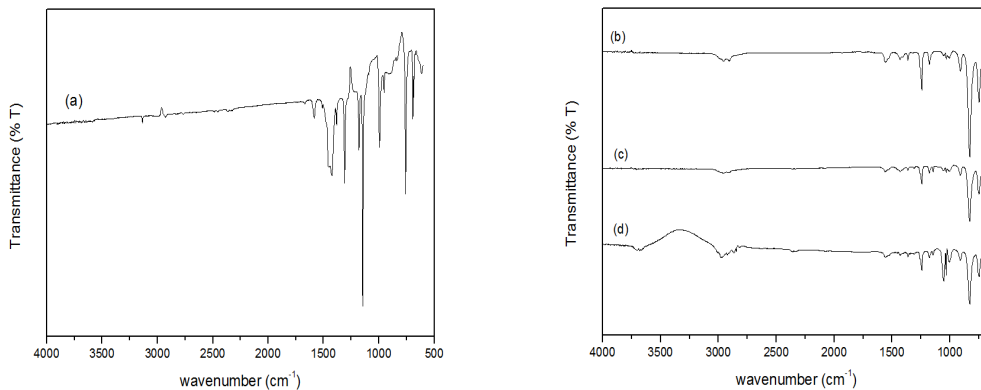 (a)
Transmittance (% T)
4000 3500 3000 2500 2000 1500 1000 500
wavenumber (cm⁻¹)
(b)
(c)
(d)
Transmittance (% T)
4000 3500 3000 2500 2000 1500 1000
wavenumber (cm⁻¹)